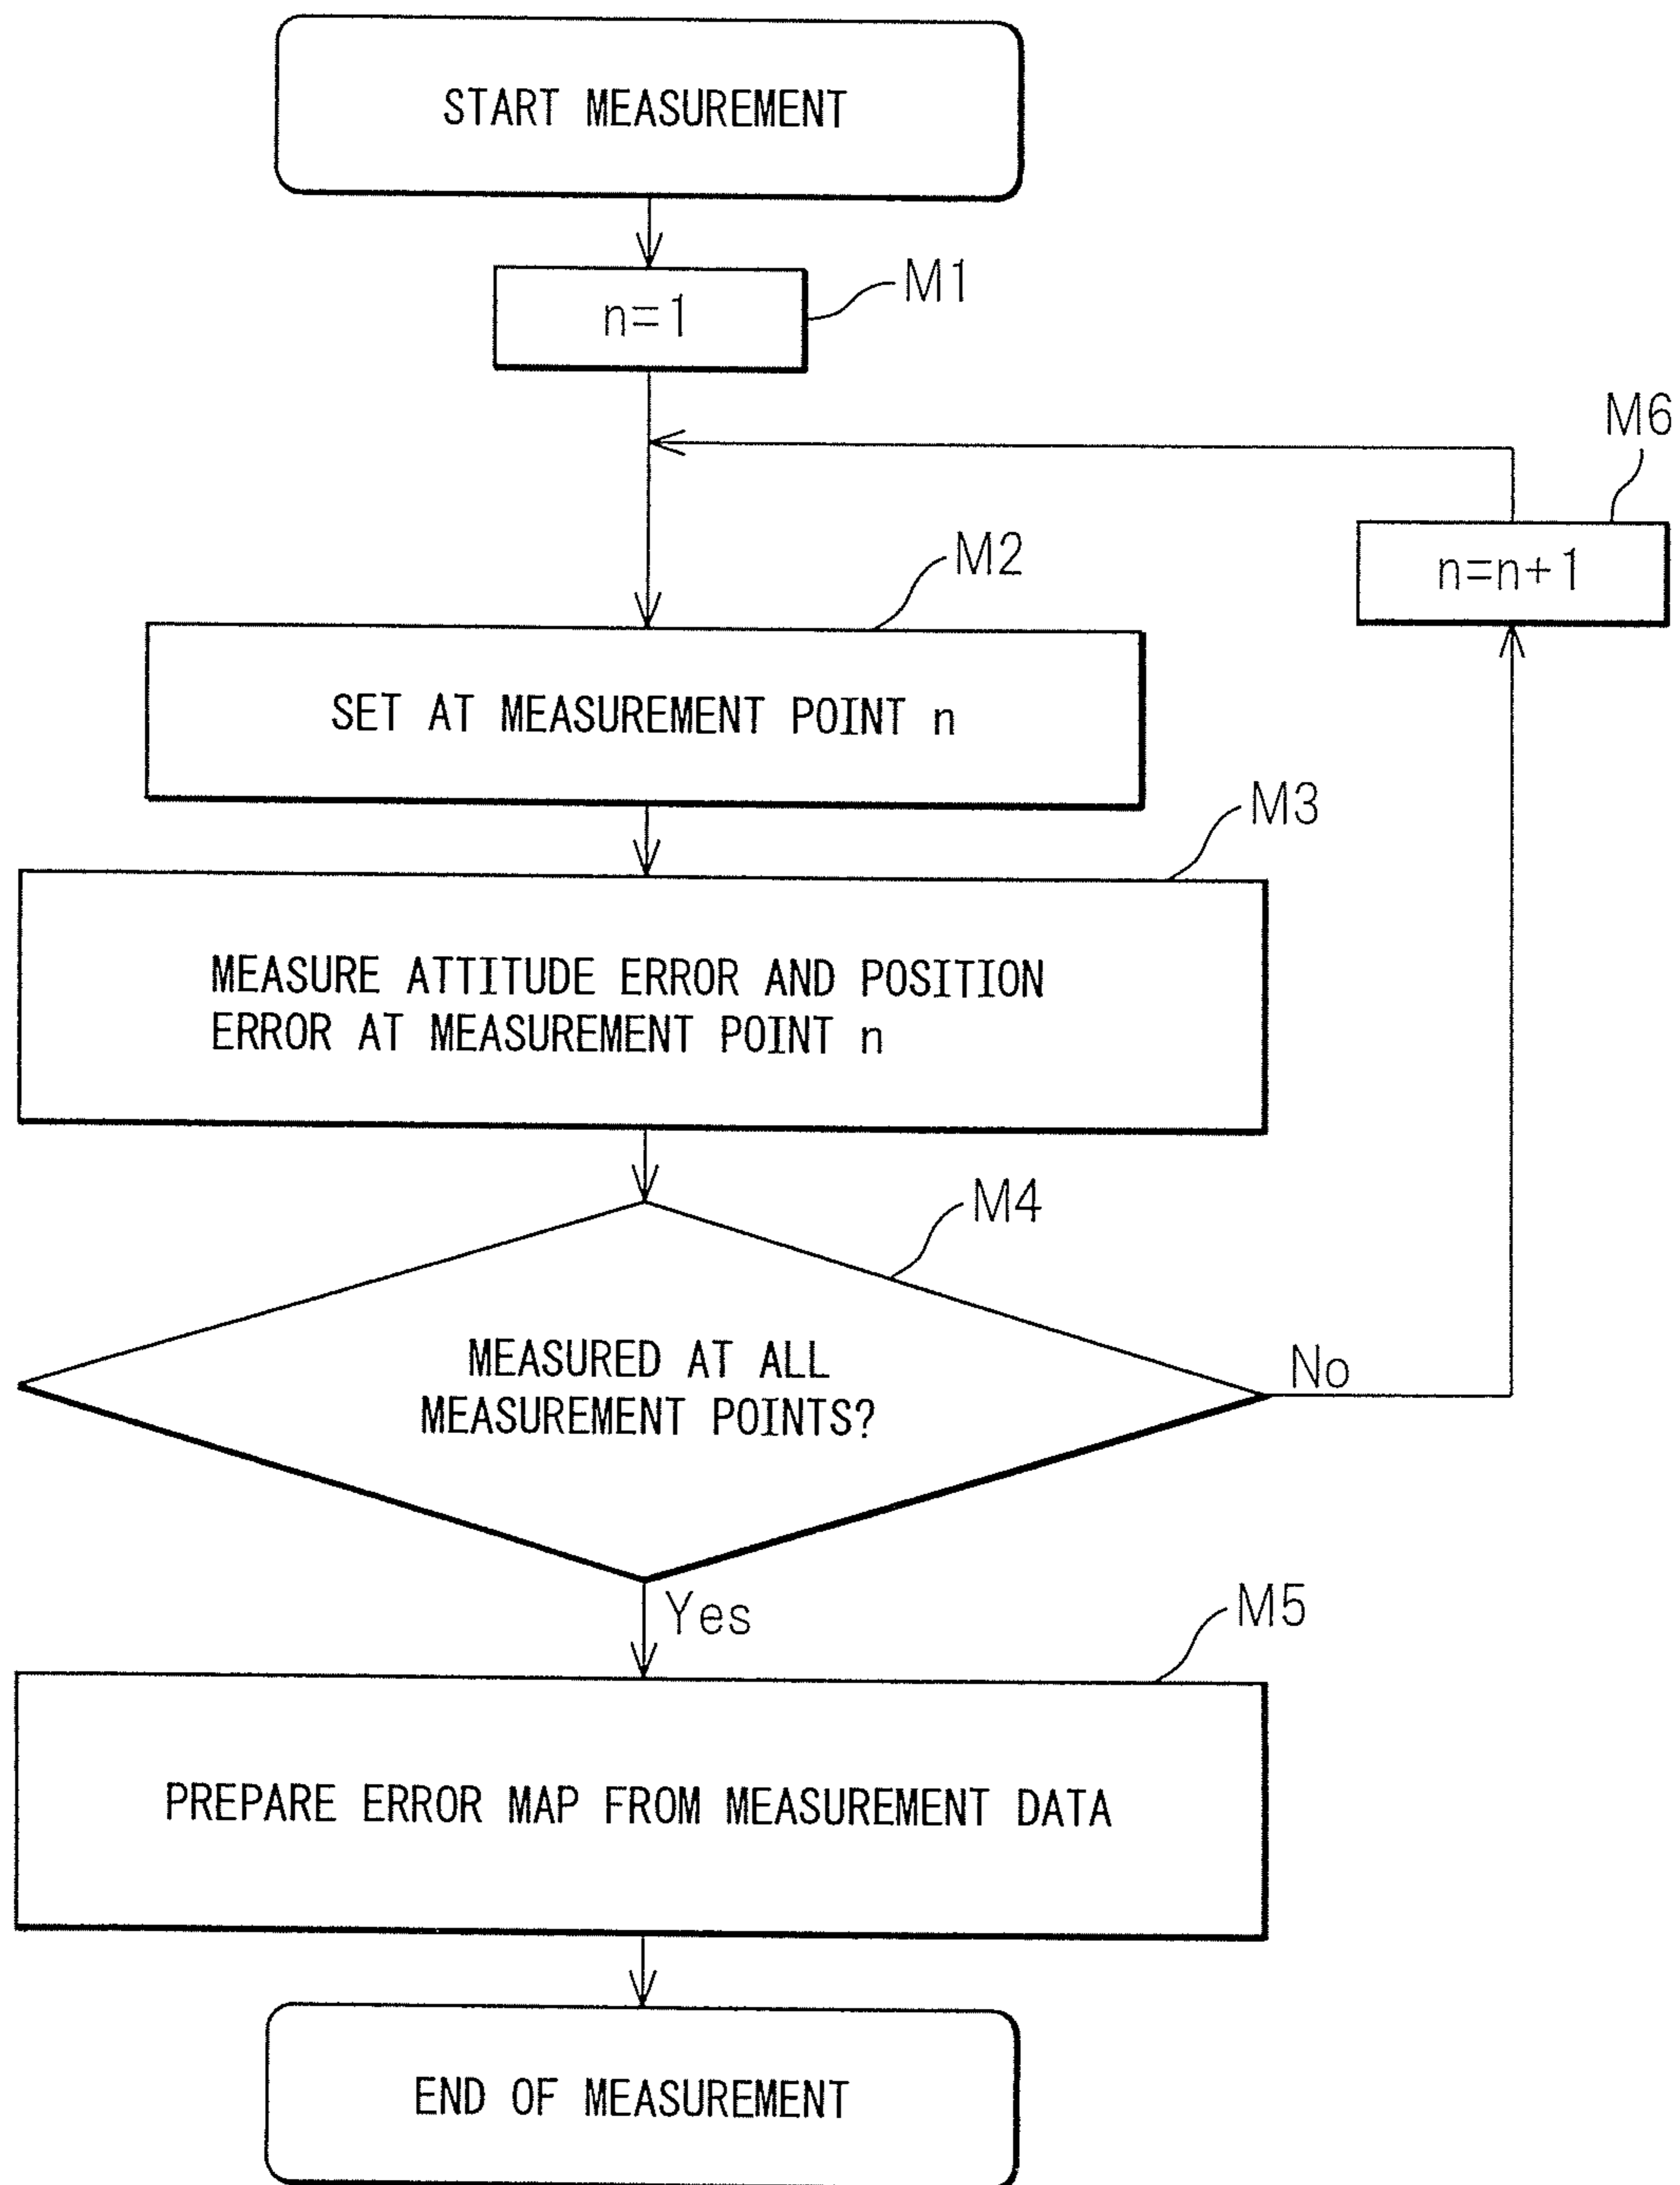 START MEASUREMENT
n=1
M1
M6
n=n+1
M2
SET AT MEASUREMENT POINT n
M3
MEASURE ATTITUDE ERROR AND POSITION
ERROR AT MEASUREMENT POINT n
M4
MEASURED AT ALL
MEASUREMENT POINTS?
No
Yes
M5
PREPARE ERROR MAP FROM MEASUREMENT DATA
END OF MEASUREMENT